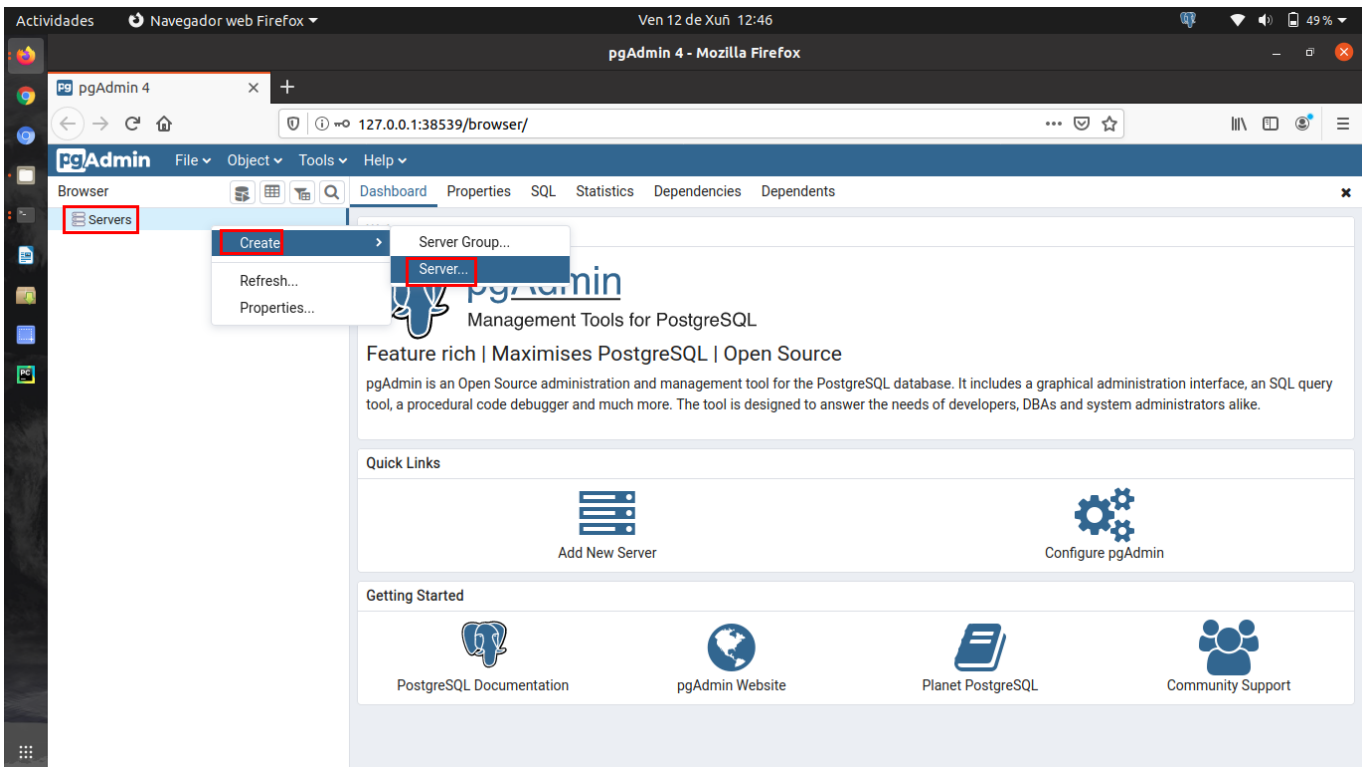 Actividades Navegador web Firefox Ven 12 de Xuñ 12:46 49 %
pgAdmin 4 - Mozilla Firefox
pgAdmin 4
127.0.0.1:38539/browser/
pgAdmin File Object Tools Help
Browser Dashboard Properties SQL Statistics Dependencies Dependents
Servers
Create Server Group...
Server...
Refresh...
Properties...
pgAdmin
Management Tools for PostgreSQL
Feature rich | Maximises PostgreSQL | Open Source
pgAdmin is an Open Source administration and management tool for the PostgreSQL database. It includes a graphical administration interface, an SQL query
tool, a procedural code debugger and much more. The tool is designed to answer the needs of developers, DBAs and system administrators alike.
Quick Links
Add New Server Configure pgAdmin
Getting Started
PostgreSQL Documentation pgAdmin Website Planet PostgreSQL Community Support